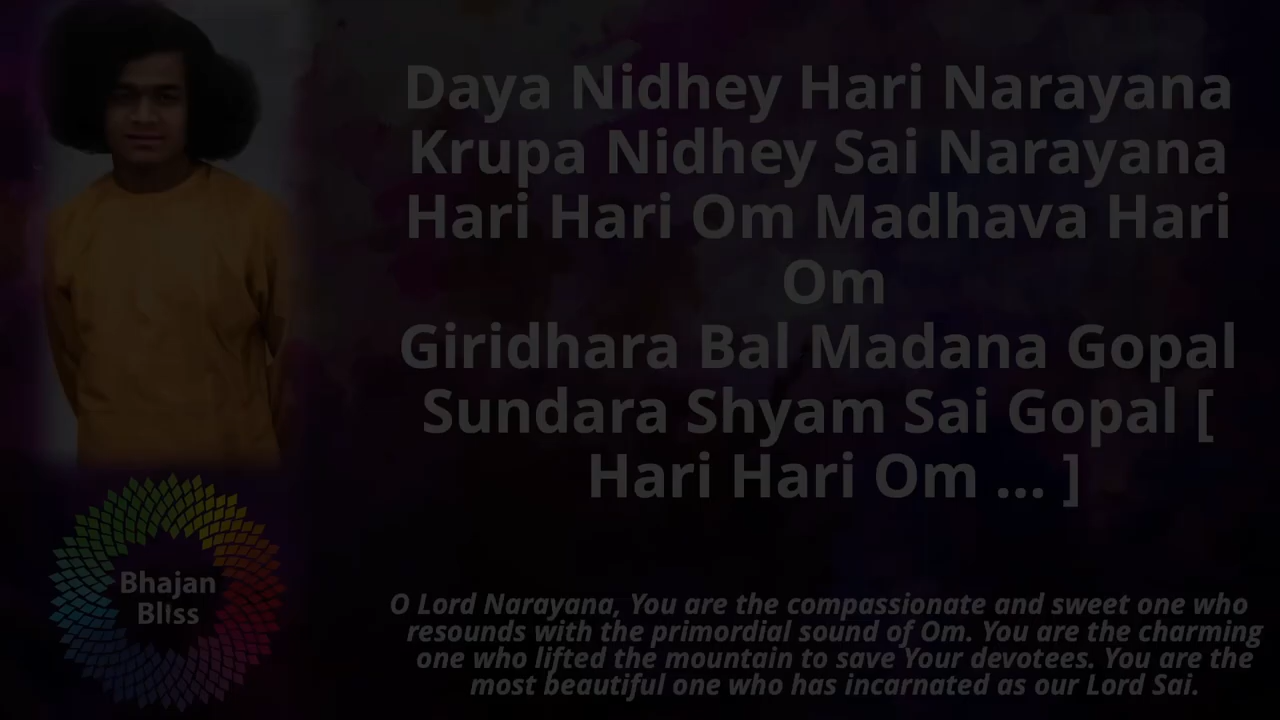 Daya Nidhey Hari Narayana
Krupa Nidhey Sai Narayana
Hari Hari Om Madhava Hari
Om
Giridhara Bal Madana Gopal
Sundara Shyam Sai Gopal [
Hari Hari Om ... ]
Bhajan
Bliss
O Lord Narayana, You are the compassionate and sweet one who
resounds with the primordial sound of Om. You are the charming
one who lifted the mountain to save Your devotees. You are the
most beautiful one who has incarnated as our Lord Sai.